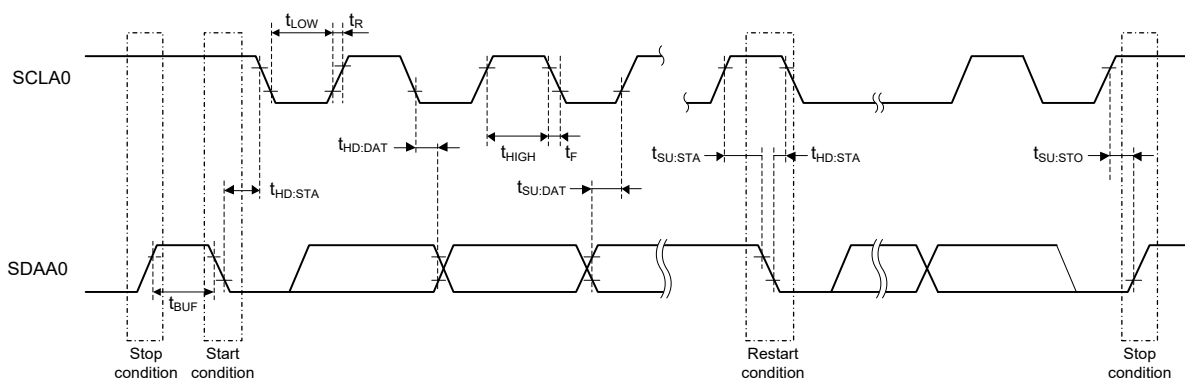 tLOW
tR
SCLA0
tHD:DAT
tHIGH
tF
tSU:STA
tHD:STA
tSU:STO
tHD:STA
tSU:DAT
SDAA0
tBUF
Stop
condition
Start
condition
Restart
condition
Stop
condition